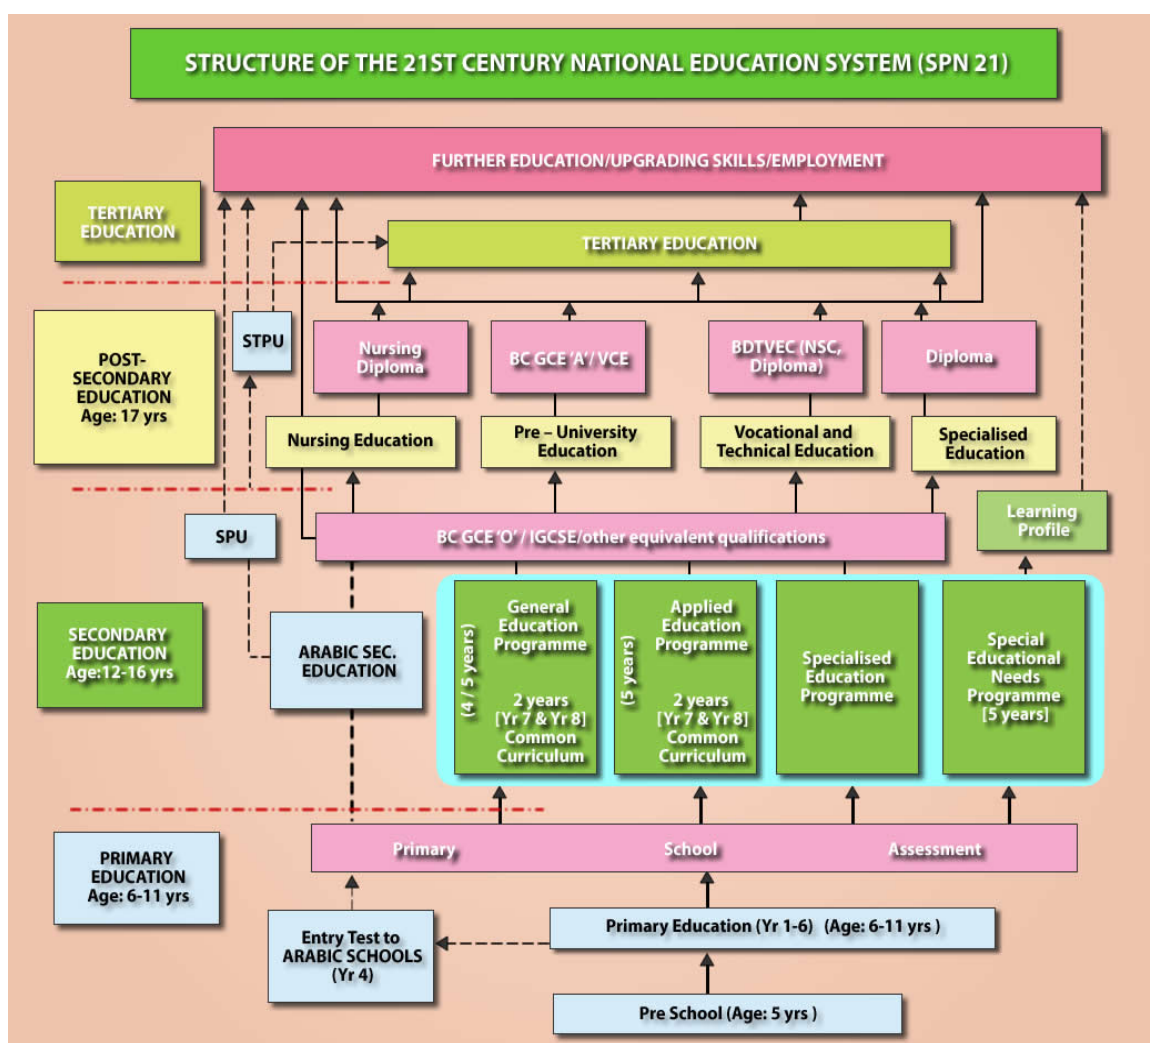 STRUCTURE OF THE 21ST CENTURY NATIONAL EDUCATION SYSTEM (SPN 21)
FURTHER EDUCATION/UPGRADING SKILLS/EMPLOYMENT
TERTIARY
EDUCATION
TERTIARY EDUCATION
POST-
SECONDARY
EDUCATION
Age: 17 yrs
STPU
Nursing
Diploma
BC GCE 'A'/ VCE
BDTVEC (NSC,
Diploma)
Diploma
Nursing Education
Pre – University
Education
Vocational and
Technical Education
Specialised
Education
SPU
BC GCE 'O' / IGCSE/other equivalent qualifications
Learning
Profile
SECONDARY
EDUCATION
Age:12-16 yrs
ARABIC SEC.
EDUCATION
(4 / 5 years)
General
Education
Programme
2 years
[Yr 7 & Yr 8]
Common
Curriculum
(5 years)
Applied
Education
Programme
2 years
[Yr 7 & Yr 8]
Common
Curriculum
Specialised
Education
Programme
Special
Educational
Needs
Programme
[5 years]
PRIMARY
EDUCATION
Age: 6-11 yrs
Primary School Assessment
Entry Test to
ARABIC SCHOOLS
(Yr 4)
Primary Education (Yr 1-6) (Age: 6-11 yrs )
Pre School (Age: 5 yrs )